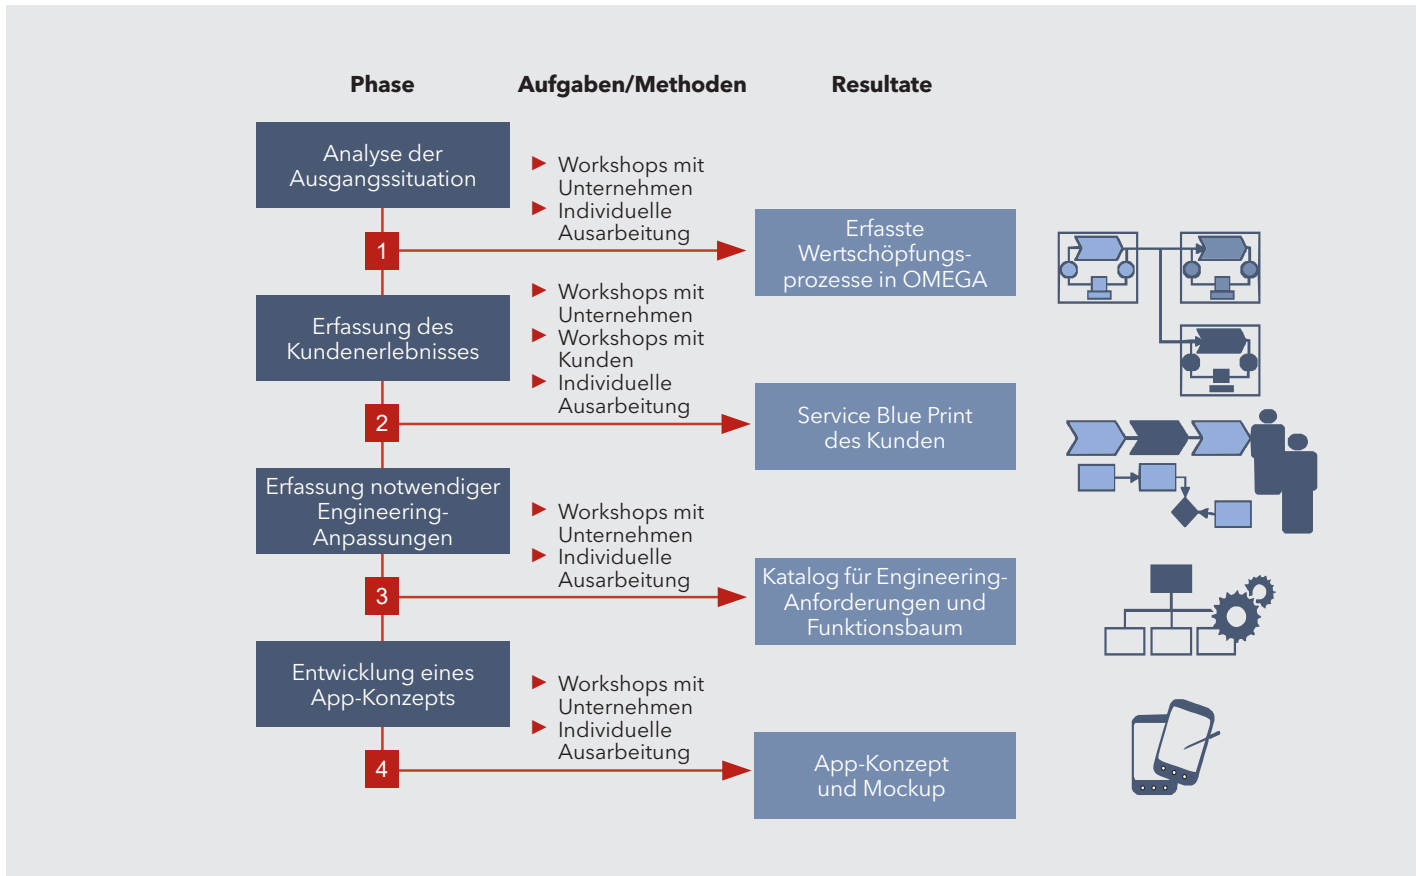 Phase
Aufgaben/Methoden
Resultate
Analyse der
Ausgangssituation
Workshops mit
Unternehmen
Individuelle
Ausarbeitung
1
Erfasste
Wertschöpfungs-
prozesse in OMEGA
Erfassung des
Kundenerlebnisses
Workshops mit
Unternehmen
Workshops mit
Kunden
Individuelle
Ausarbeitung
2
Service Blue Print
des Kunden
Erfassung notwendiger
Engineering-
Anpassungen
Workshops mit
Unternehmen
Individuelle
Ausarbeitung
3
Katalog für Engineering-
Anforderungen und
Funktionsbaum
Entwicklung eines
App-Konzepts
Workshops mit
Unternehmen
Individuelle
Ausarbeitung
4
App-Konzept
und Mockup